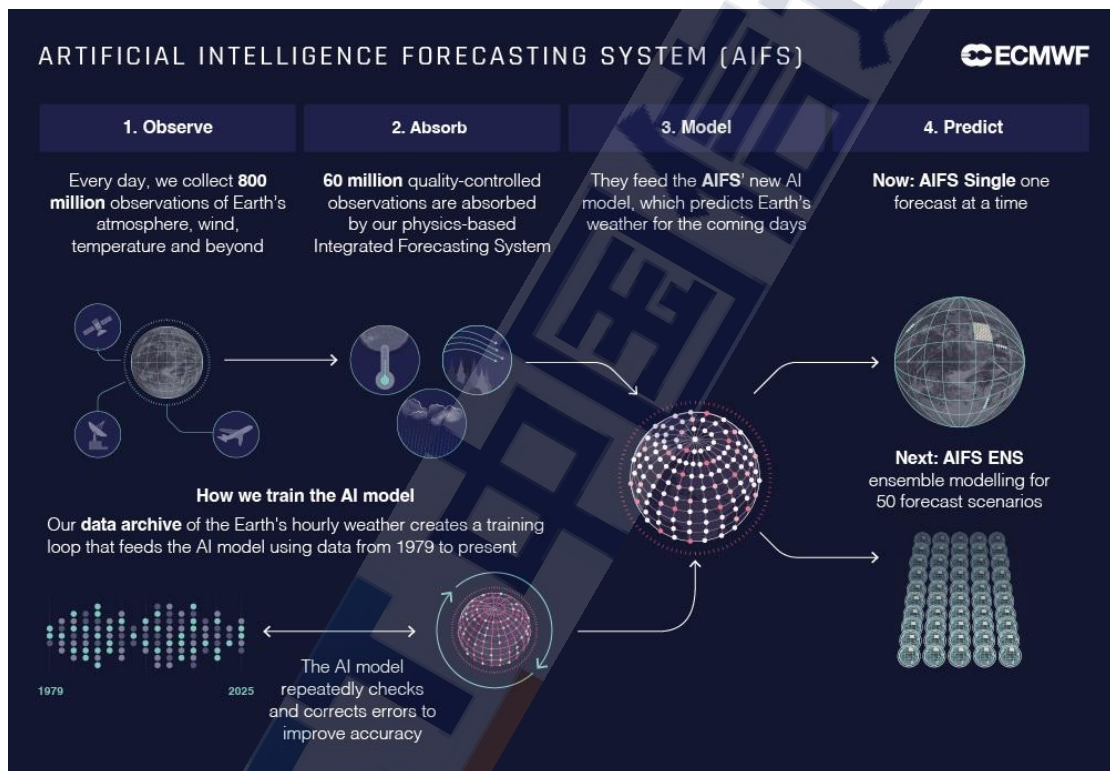 ARTIFICIAL INTELLIGENCE FORECASTING SYSTEM (AIFS)
ECMWF
1. Observe
Every day, we collect 800
million observations of Earth's
atmosphere, wind,
temperature and beyond
2. Absorb
60 million quality-controlled
observations are absorbed
by our physics-based
Integrated Forecasting System
3. Model
They feed the AIFS' new AI
model, which predicts Earth's
weather for the coming days
4. Predict
Now: AIFS Single one
forecast at a time
Next: AIFS ENS
ensemble modelling for
50 forecast scenarios
How we train the AI model
Our data archive of the Earth's hourly weather creates a training
loop that feeds the AI model using data from 1979 to present
1979
2025
The AI model
repeatedly checks
and corrects errors to
improve accuracy